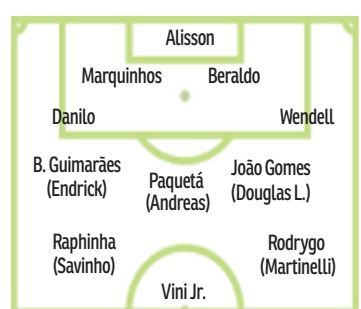 Alisson
Marquinhos Beraldo
Danilo Wendell
B. Guimarães
(Endrick)
Paquetá
(Andreas)
João Gomes
(Douglas L.)
Raphinha
(Savinho)
Rodrygo
(Martinelli)
Vini Jr.